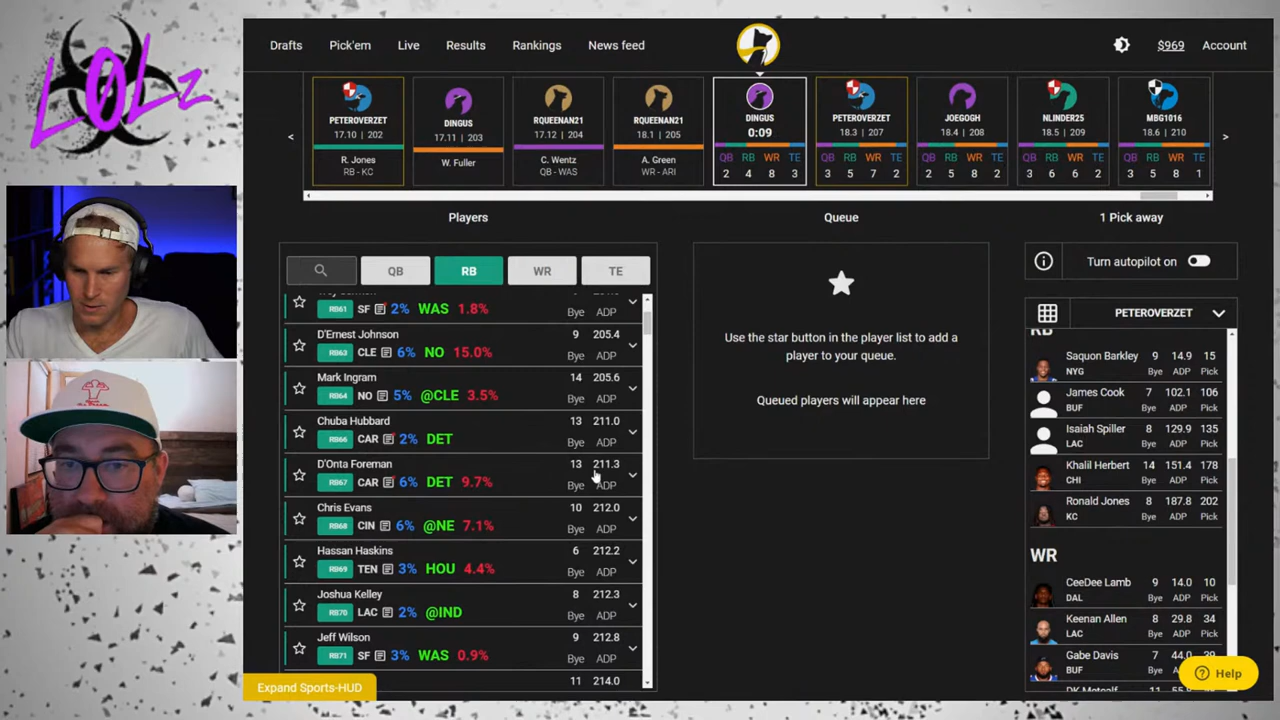 LOLz
Drafts
Pick'em
Live
Results
Rankings
News feed
$969
Account
PETEROVERZET
17.10 | 202
R. Jones
RB - KC
DINGUS
17.11 | 203
W. Fuller
RQUEENAN21
17.12 | 204
C. Wentz
QB - WAS
RQUEENAN21
18.1 | 205
A. Green
WR - ARI
DINGUS
0:09
QB RB WR TE
2 4 8 3
PETEROVERZET
18.3 | 207
QB RB WR TE
3 5 7 2
JOEGOGH
18.4 | 208
QB RB WR TE
2 5 8 2
NLINDER25
18.5 | 209
QB RB WR TE
3 6 6 2
MBG1016
18.6 | 210
QB RB WR TE
3 5 8 1
Players
Queue
1 Pick away
QB
RB
WR
TE
RB61 SF 2% WAS 1.8% Bye ADP
D'Ernest Johnson 9 205.4
RB63 CLE 6% NO 15.0% Bye ADP
Mark Ingram 14 205.6
RB64 NO 5% @CLE 3.5% Bye ADP
Chuba Hubbard 13 211.0
RB66 CAR 2% DET Bye ADP
D'Onta Foreman 13 211.3
RB67 CAR 6% DET 9.7% Bye ADP
Chris Evans 10 212.0
RB68 CIN 6% @NE 7.1% Bye ADP
Hassan Haskins 6 212.2
RB69 TEN 3% HOU 4.4% Bye ADP
Joshua Kelley 8 212.3
RB70 LAC 2% @IND Bye ADP
Jeff Wilson 9 212.8
RB71 SF 3% WAS 0.9% Bye ADP
11 214.0
Use the star button in the player list to add a
player to your queue.
Queued players will appear here
Turn autopilot on
PETEROVERZET
RB
Saquon Barkley 9 14.9 15
NYG Bye ADP Pick
James Cook 7 102.1 106
BUF Bye ADP Pick
Isaiah Spiller 8 129.9 135
LAC Bye ADP Pick
Khalil Herbert 14 151.4 178
CHI Bye ADP Pick
Ronald Jones 8 187.8 202
KC Bye ADP Pick
WR
CeeDee Lamb 9 14.0 10
DAL Bye ADP Pick
Keenan Allen 8 29.8 34
LAC Bye ADP Pick
Gabe Davis 7 44.0
BUF
DK Metcalf 11
Expand Sports-HUD
Help